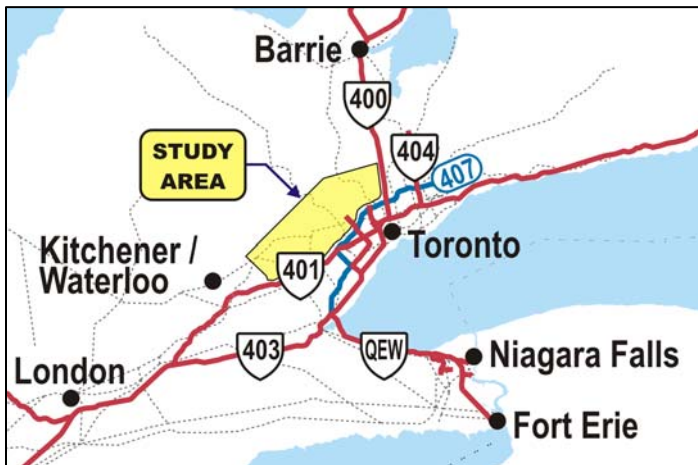 Barrie
400
STUDY
AREA
404
407
Kitchener /
Waterloo
401
Toronto
403
QEW
Niagara Falls
London
Fort Erie